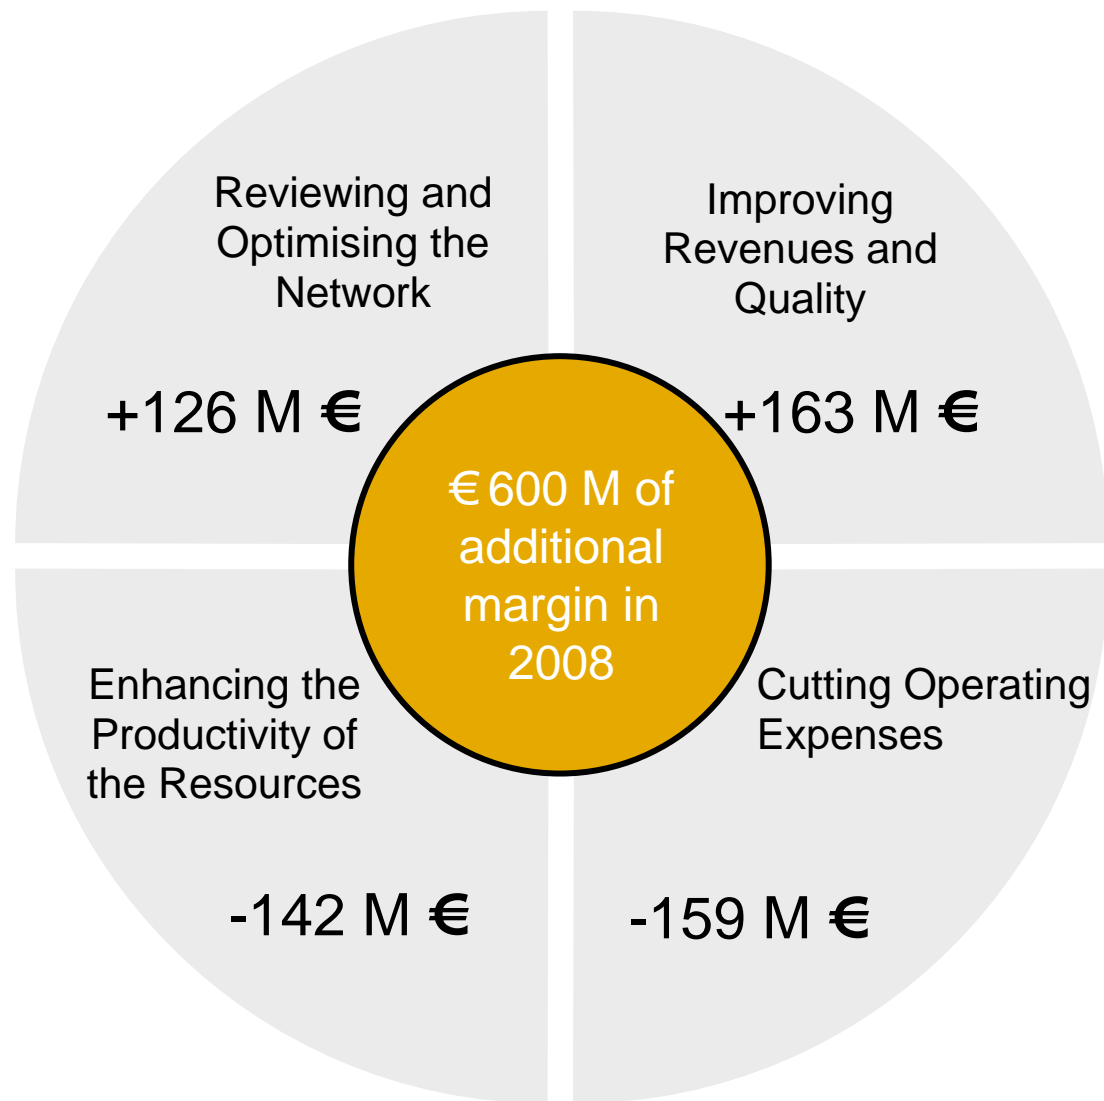 Reviewing and
Optimising the
Network
+126 M €
Improving
Revenues and
Quality
+163 M €
€ 600 M of
additional
margin in
2008
Enhancing the
Productivity of
the Resources
-142 M €
Cutting Operating
Expenses
-159 M €